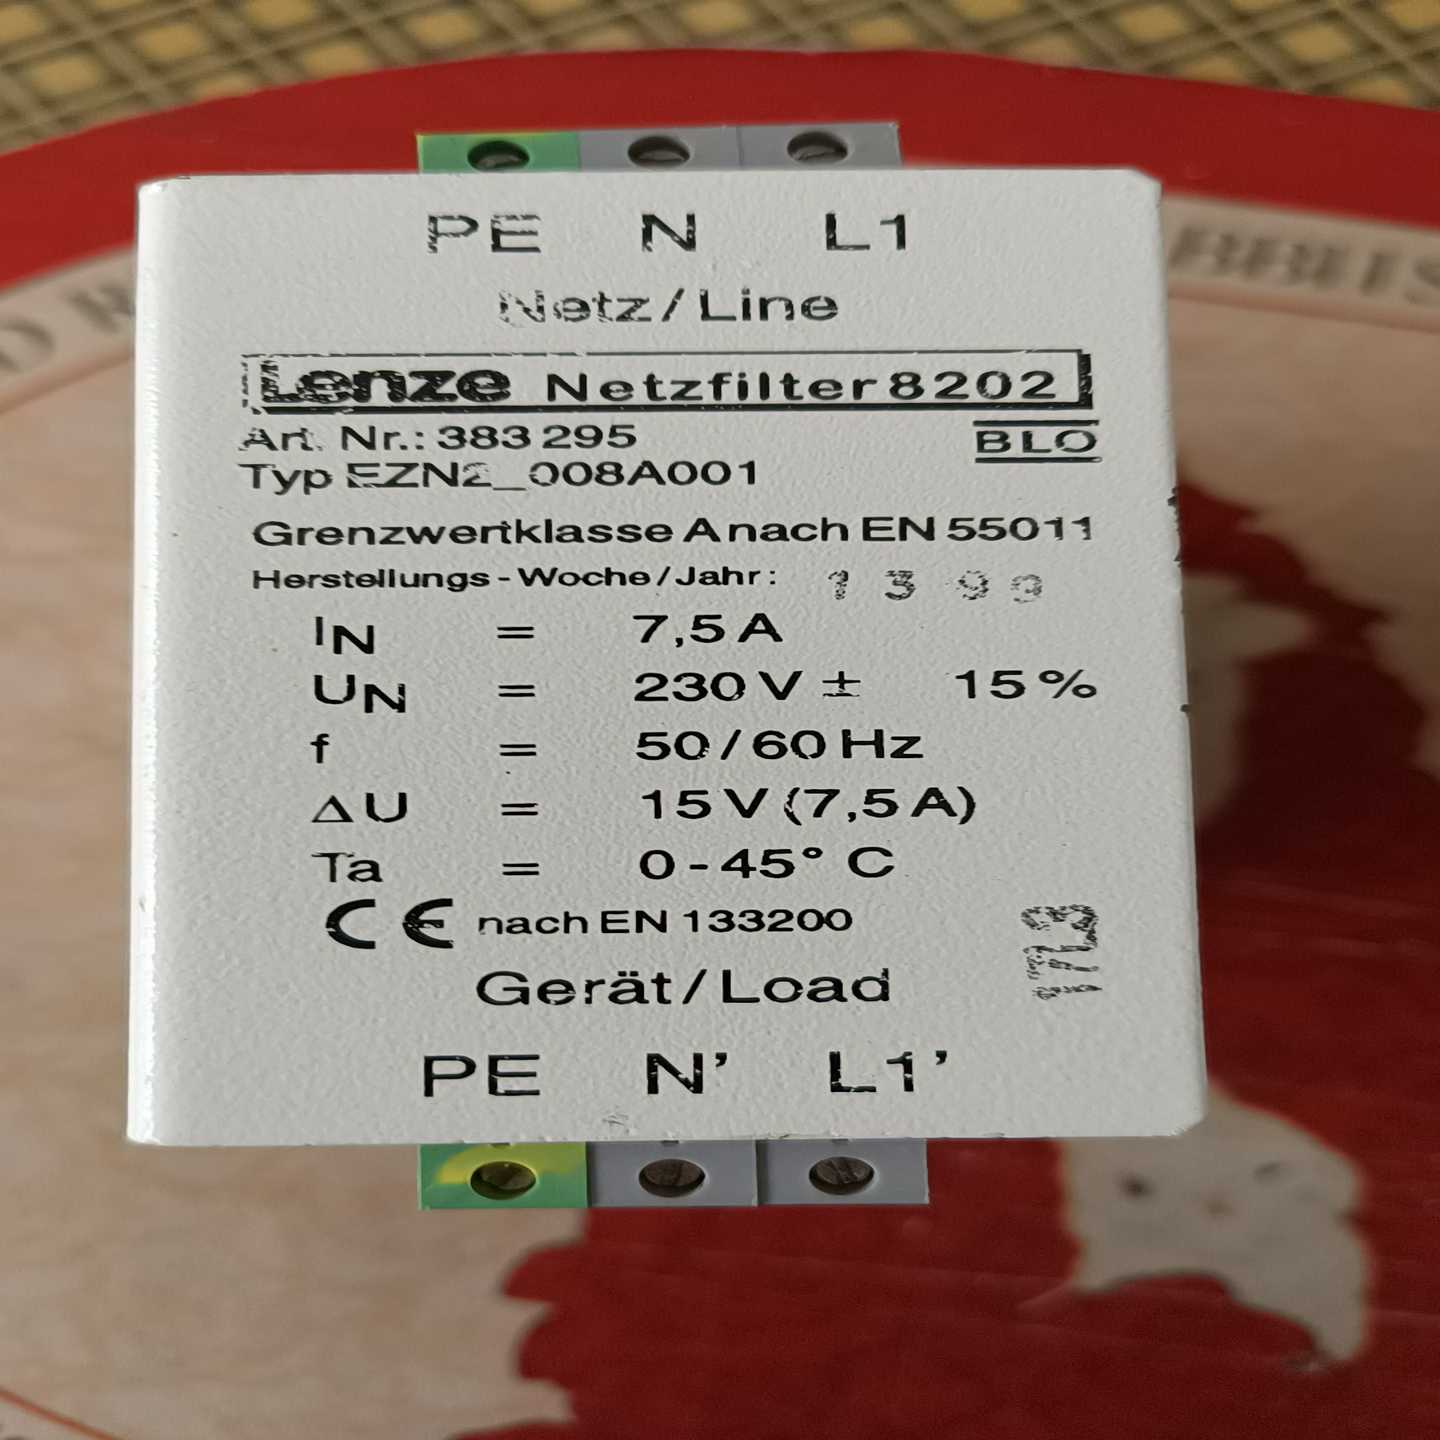 PE N L1
Netz/Line
Lenze Netzfilter 8202
Art. Nr.: 383 295
BLO
Typ EZN2_008A001
Grenzwertklasse A nach EN 55011
Herstellungs-Woche/Jahr: 13 99
IN = 7,5 A
UN = 230 V ± 15 %
f = 50/60 Hz
ΔU = 15 V (7,5 A)
Ta = 0-45° C
CE nach EN 133200
Gerät/Load
PE N' L1'